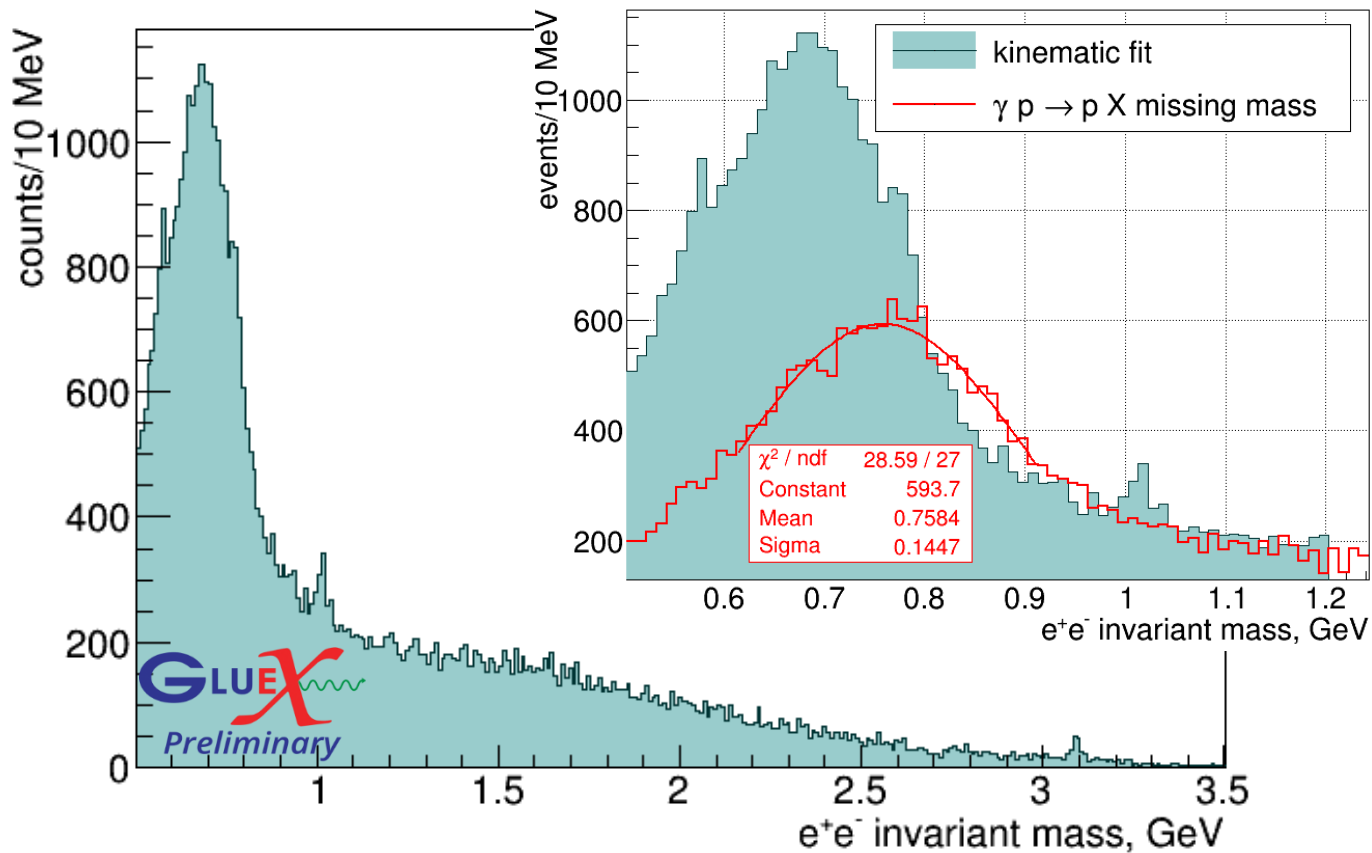 counts/10 MeV
1000
800
600
400
200
0
1
1.5
2
2.5
3
3.5
e⁺e⁻ invariant mass, GeV
GLUEX
Preliminary
events/10 MeV
1000
800
600
400
200
0.6
0.7
0.8
0.9
1
1.1
1.2
e⁺e⁻ invariant mass, GeV
kinematic fit
γ p → p X missing mass
χ² / ndf 28.59 / 27
Constant 593.7
Mean 0.7584
Sigma 0.1447